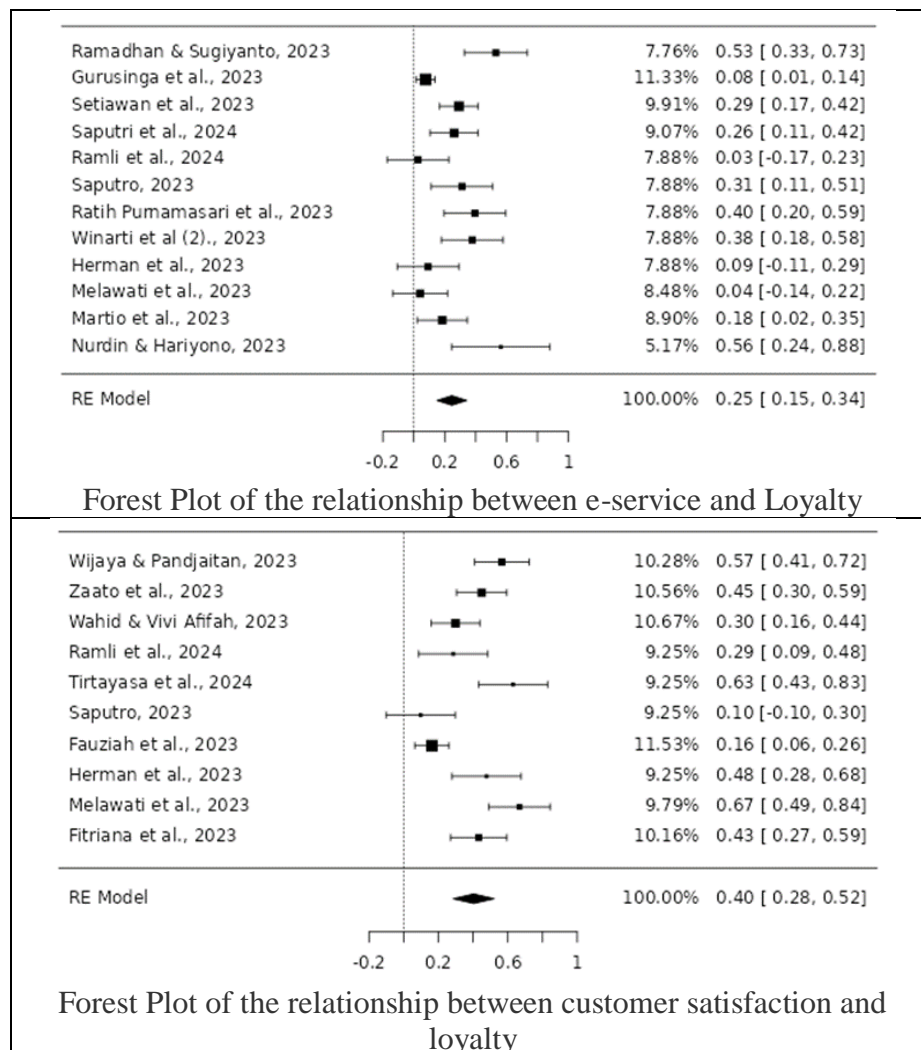 Ramadhan & Sugiyanto, 2023 7.76% 0.53 [ 0.33, 0.73]
Gurusinga et al., 2023 11.33% 0.08 [ 0.01, 0.14]
Setiawan et al., 2023 9.91% 0.29 [ 0.17, 0.42]
Saputri et al., 2024 9.07% 0.26 [ 0.11, 0.42]
Ramli et al., 2024 7.88% 0.03 [-0.17, 0.23]
Saputro, 2023 7.88% 0.31 [ 0.11, 0.51]
Ratih Purnamasari et al., 2023 7.88% 0.40 [ 0.20, 0.59]
Winarti et al (2)., 2023 7.88% 0.38 [ 0.18, 0.58]
Herman et al., 2023 7.88% 0.09 [-0.11, 0.29]
Melawati et al., 2023 8.48% 0.04 [-0.14, 0.22]
Martio et al., 2023 8.90% 0.18 [ 0.02, 0.35]
Nurdin & Hariyono, 2023 5.17% 0.56 [ 0.24, 0.88]
RE Model 100.00% 0.25 [ 0.15, 0.34]
-0.2 0.2 0.6 1
Forest Plot of the relationship between e-service and Loyalty
Wijaya & Pandjaitan, 2023 10.28% 0.57 [ 0.41, 0.72]
Zaato et al., 2023 10.56% 0.45 [ 0.30, 0.59]
Wahid & Vivi Afifah, 2023 10.67% 0.30 [ 0.16, 0.44]
Ramli et al., 2024 9.25% 0.29 [ 0.09, 0.48]
Tirtayasa et al., 2024 9.25% 0.63 [ 0.43, 0.83]
Saputro, 2023 9.25% 0.10 [-0.10, 0.30]
Fauziah et al., 2023 11.53% 0.16 [ 0.06, 0.26]
Herman et al., 2023 9.25% 0.48 [ 0.28, 0.68]
Melawati et al., 2023 9.79% 0.67 [ 0.49, 0.84]
Fitriana et al., 2023 10.16% 0.43 [ 0.27, 0.59]
RE Model 100.00% 0.40 [ 0.28, 0.52]
-0.2 0.2 0.6 1
Forest Plot of the relationship between customer satisfaction and
loyalty